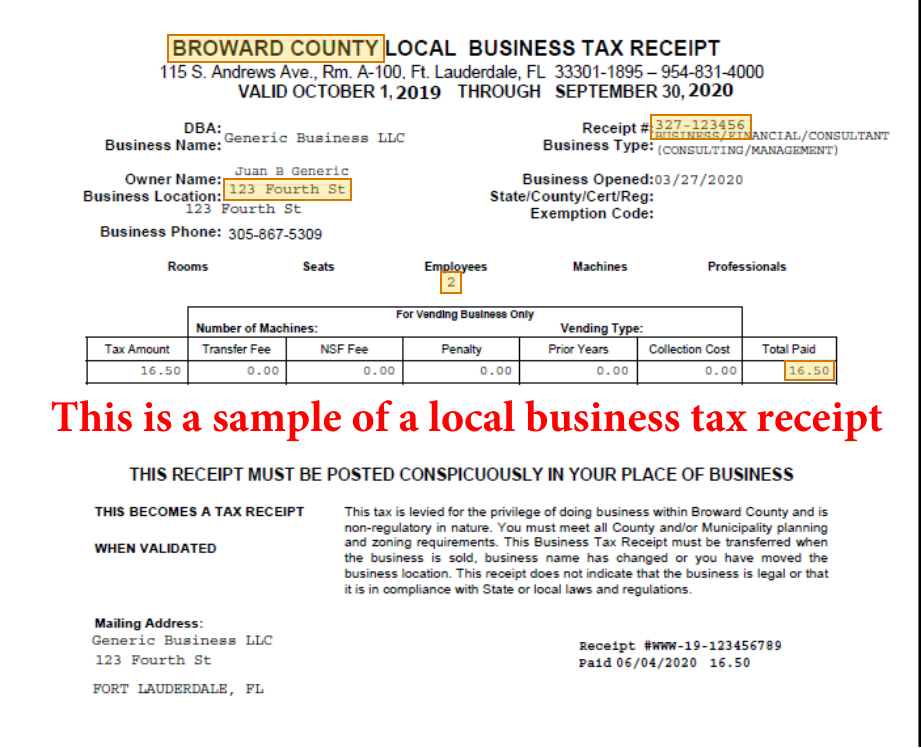 BROWARD COUNTY LOCAL BUSINESS TAX RECEIPT
115 S. Andrews Ave., Rm. A-100, Ft. Lauderdale, FL 33301-1895 – 954-831-4000
VALID OCTOBER 1, 2019 THROUGH SEPTEMBER 30, 2020
DBA:
Business Name: Generic Business LLC
Receipt #: 327-123456
Business Type: BUSINESS/FINANCIAL/CONSULTANT
(CONSULTING/MANAGEMENT)
Owner Name: Juan B Generic
Business Location: 123 Fourth St
123 Fourth St
Business Phone: 305-867-5309
Business Opened: 03/27/2020
State/County/Cert/Reg:
Exemption Code:
Rooms Seats Employees Machines Professionals
2
For Vending Business Only
Number of Machines: Vending Type:
Tax Amount Transfer Fee NSF Fee Penalty Prior Years Collection Cost Total Paid
16.50 0.00 0.00 0.00 0.00 0.00 16.50
This is a sample of a local business tax receipt
THIS RECEIPT MUST BE POSTED CONSPICUOUSLY IN YOUR PLACE OF BUSINESS
THIS BECOMES A TAX RECEIPT
WHEN VALIDATED
This tax is levied for the privilege of doing business within Broward County and is
non-regulatory in nature. You must meet all County and/or Municipality planning
and zoning requirements. This Business Tax Receipt must be transferred when
the business is sold, business name has changed or you have moved the
business location. This receipt does not indicate that the business is legal or that
it is in compliance with State or local laws and regulations.
Mailing Address:
Generic Business LLC
123 Fourth St
FORT LAUDERDALE, FL
Receipt #WWW-19-123456789
Paid 06/04/2020 16.50